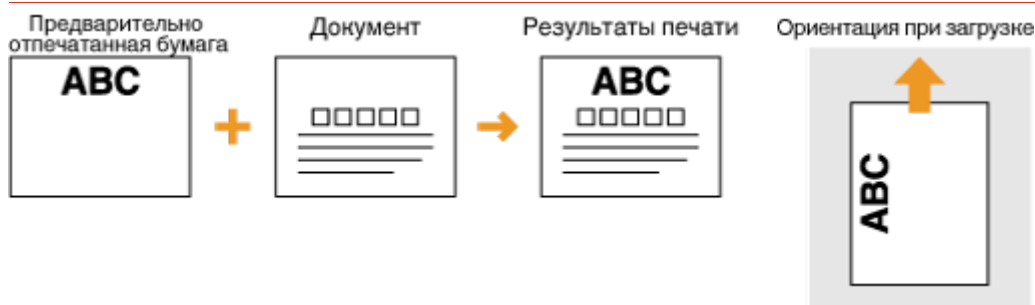 Предварительно
отпечатанная бумага
Документ
Результаты печати
Ориентация при загрузке
ABC
ABC
ABC